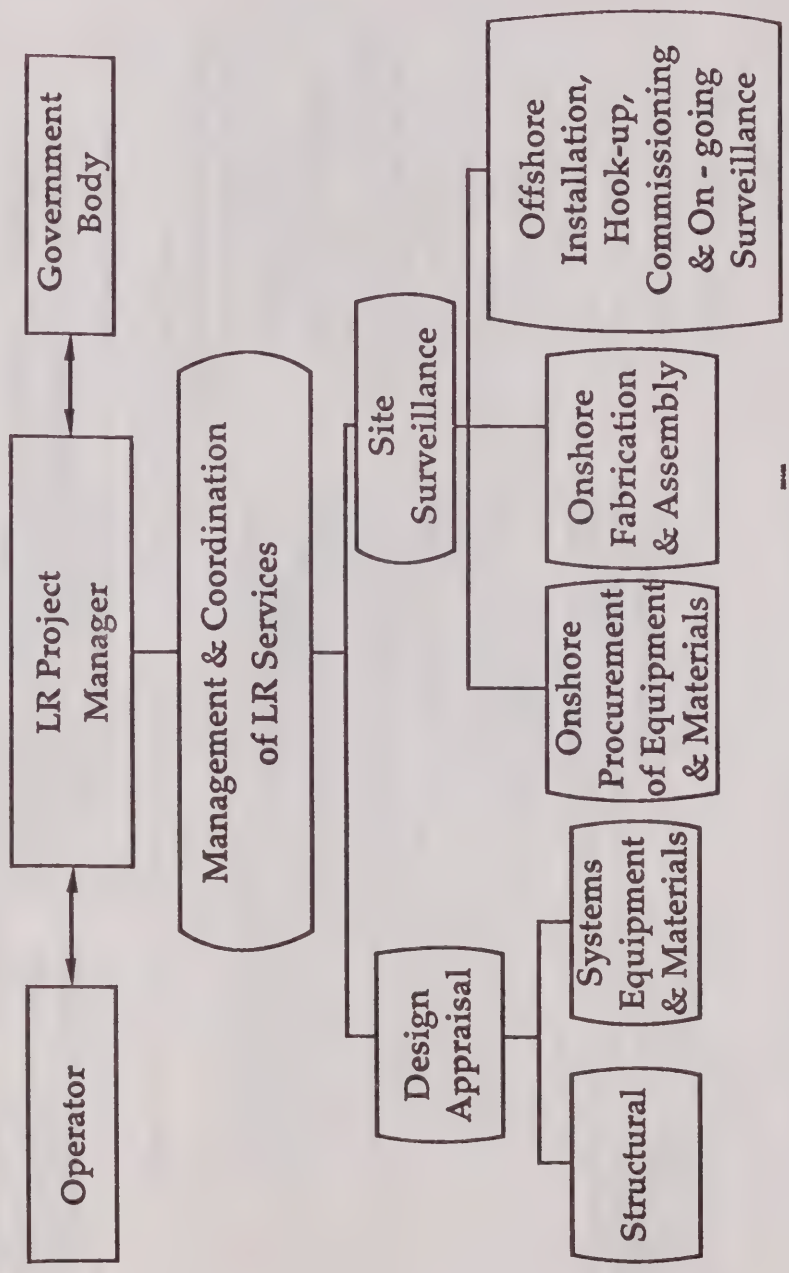 Operator
LR Project
Manager
Government
Body
Management & Coordination
of LR Services
Design
Appraisal
Site
Surveillance
Structural
Systems
Equipment
& Materials
Onshore
Procurement
of Equipment
& Materials
Onshore
Fabrication
& Assembly
Offshore
Installation,
Hook-up,
Commissioning
& On - going
Surveillance